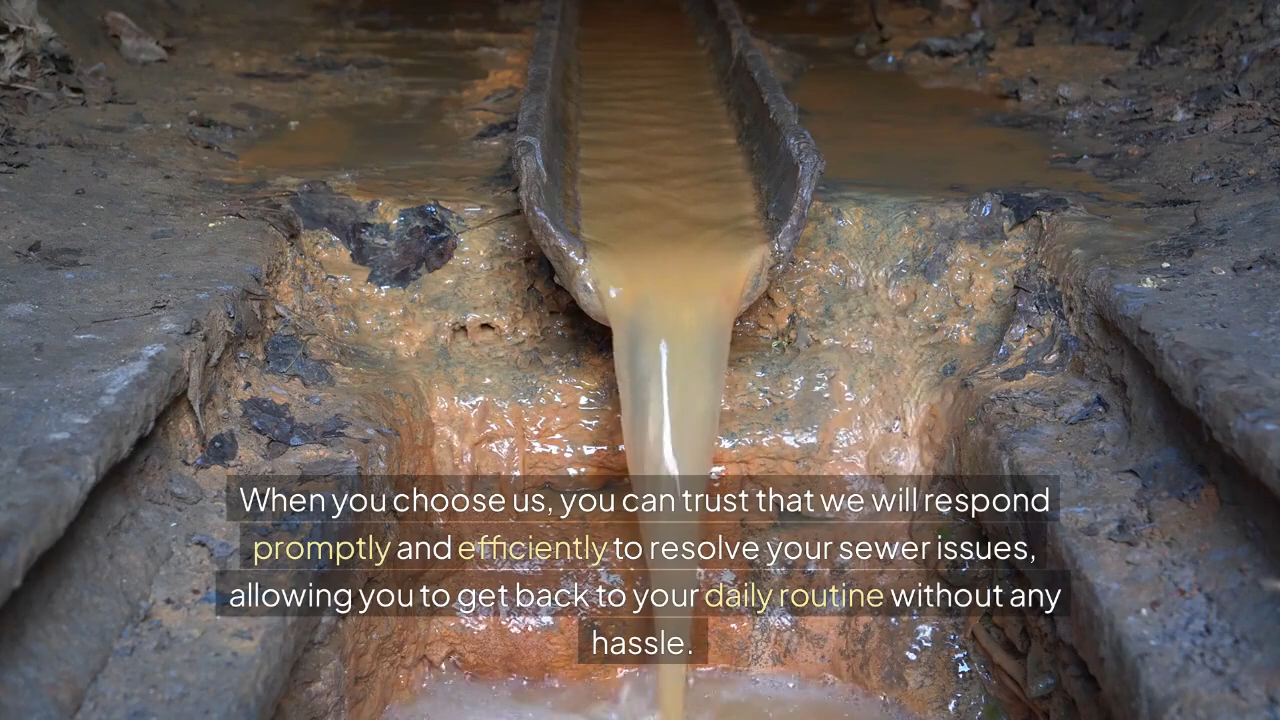 When you choose us, you can trust that we will respond
promptly and efficiently to resolve your sewer issues,
allowing you to get back to your daily routine without any
hassle.